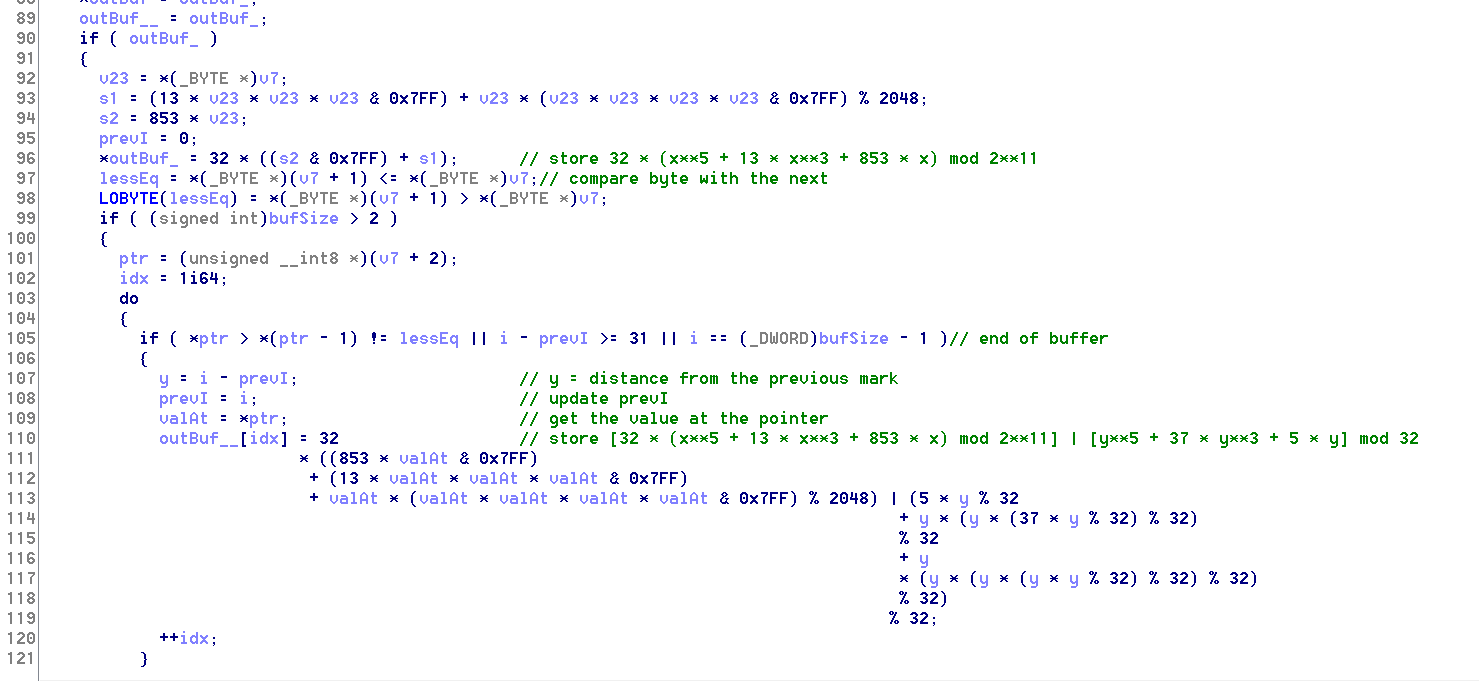 89 outBuf__ = outBuf_;
90 if ( outBuf_ )
91 {
92 v23 = *(_BYTE *)v7;
93 s1 = (13 * v23 * v23 * v23 & 0x7FF) + v23 * (v23 * v23 * v23 * v23 & 0x7FF) % 2048;
94 s2 = 853 * v23;
95 prevI = 0;
96 *outBuf_ = 32 * ((s2 & 0x7FF) + s1); // store 32 * (x**5 + 13 * x**3 + 853 * x) mod 2**11
97 lessEq = *(_BYTE *)(v7 + 1) <= *(_BYTE *)v7;// compare byte with the next
98 LOBYTE(lessEq) = *(_BYTE *)(v7 + 1) > *(_BYTE *)v7;
99 if ( (signed int)bufSize > 2 )
100 {
101 ptr = (unsigned __int8 *)(v7 + 2);
102 idx = 1i64;
103 do
104 {
105 if ( *ptr > *(ptr - 1) != lessEq || i - prevI >= 31 || i == (_DWORD)bufSize - 1 )// end of buffer
106 {
107 y = i - prevI; // y = distance from the previous mark
108 prevI = i; // update prevI
109 valAt = *ptr; // get the value at the pointer
110 outBuf__[idx] = 32 // store [32 * (x**5 + 13 * x**3 + 853 * x) mod 2**11] | [y**5 + 37 * y**3 + 5 * y] mod 32
111 * ((853 * valAt & 0x7FF)
112 + (13 * valAt * valAt * valAt & 0x7FF)
113 + valAt * (valAt * valAt * valAt * valAt & 0x7FF) % 2048) | (5 * y % 32
114 + y * (y * (37 * y % 32) % 32)
115 % 32
116 + y
117 * (y * (y * (y * y % 32) % 32) % 32)
118 % 32)
119 % 32;
120 ++idx;
121 }